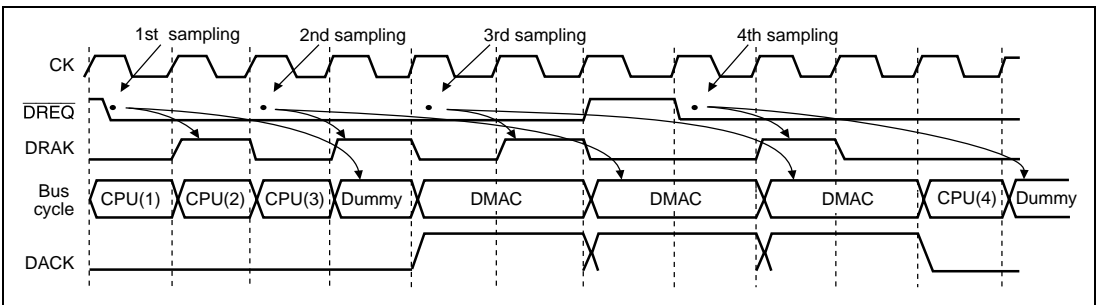 1st sampling 2nd sampling 3rd sampling 4th sampling
CK
DREQ
DRAK
Bus cycle CPU(1) CPU(2) CPU(3) Dummy DMAC DMAC DMAC CPU(4) Dummy
DACK